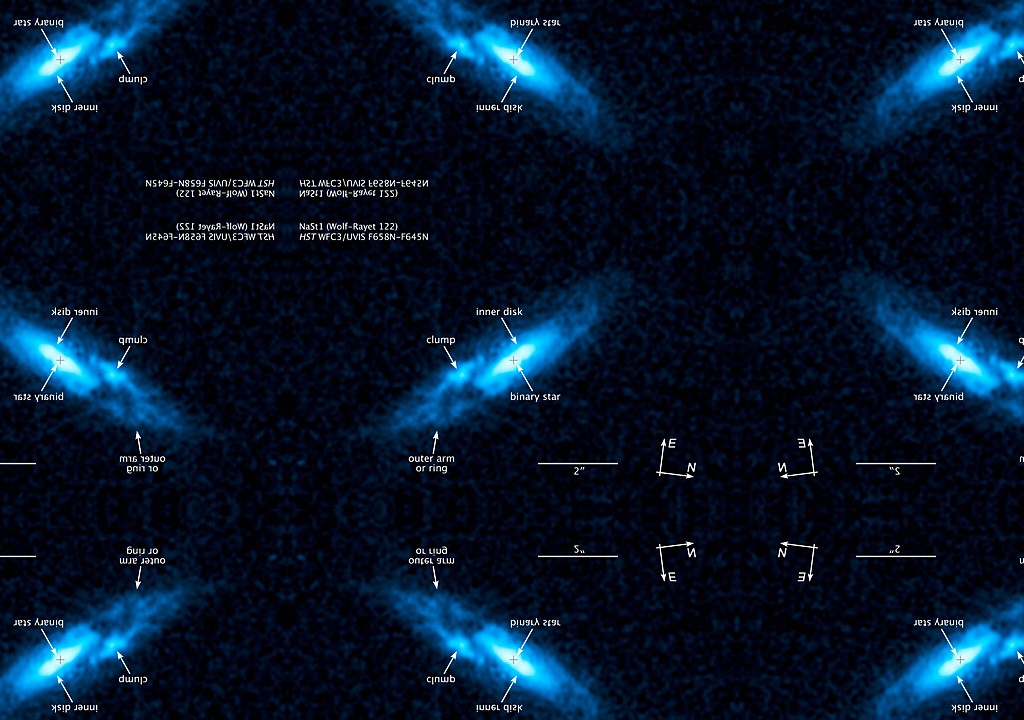 binary star
binary star
binary star
clump
clump
inner disk
inner disk
inner disk
HST WFC3/UVIS F658N-F645N
HST WFC3/UVIS F658N-F645N
NaSt1 (Wolf-Rayet 122)
NaSt1 (Wolf-Rayet 122)
NaSt1 (Wolf-Rayet 122)
NaSt1 (Wolf-Rayet 122)
HST WFC3/UVIS F658N-F645N
HST WFC3/UVIS F658N-F645N
inner disk
inner disk
inner disk
clump
clump
binary star
binary star
binary star
outer arm
or ring
outer arm
or ring
E
E
2"
N
N
2"
or ring
outer arm
or ring
outer arm
2"
N
N
2"
E
E
binary star
binary star
binary star
clump
clump
inner disk
inner disk
inner disk